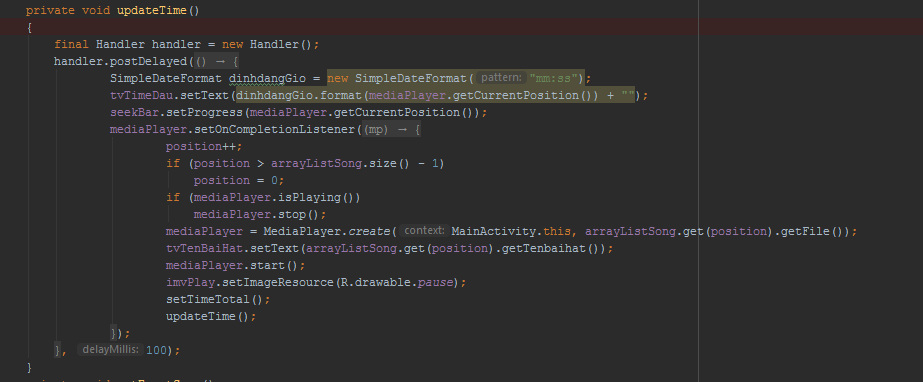 private void updateTime()
{
    final Handler handler = new Handler();
    handler.postDelayed(() → {
            SimpleDateFormat dinhdangGio = new SimpleDateFormat( pattern: "mm:ss");
            tvTimeDau.setText(dinhdangGio.format(mediaPlayer.getCurrentPosition()) + "");
            seekBar.setProgress(mediaPlayer.getCurrentPosition());
            mediaPlayer.setOnCompletionListener((mp) → {
                    position++;
                    if (position > arrayListSong.size() - 1)
                        position = 0;
                    if (mediaPlayer.isPlaying())
                        mediaPlayer.stop();
                    mediaPlayer = MediaPlayer.create( context: MainActivity.this, arrayListSong.get(position).getFile());
                    tvTenBaiHat.setText(arrayListSong.get(position).getTenbaihat());
                    mediaPlayer.start();
                    imvPlay.setImageResource(R.drawable.pause);
                    setTimeTotal();
                    updateTime();
            });
    }, delayMillis: 100);
}